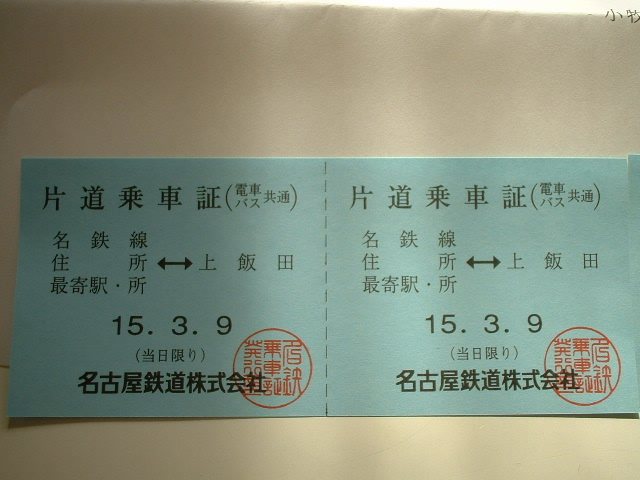 小牧
片道乗車証(電車バス共通)
名鉄線
住所⟷上飯田
最寄駅・所
15.3.9
(当日限り)
名古屋鉄道株式会社
片道乗車証(電車バス共通)
名鉄線
住所⟷上飯田
最寄駅・所
15.3.9
(当日限り)
名古屋鉄道株式会社